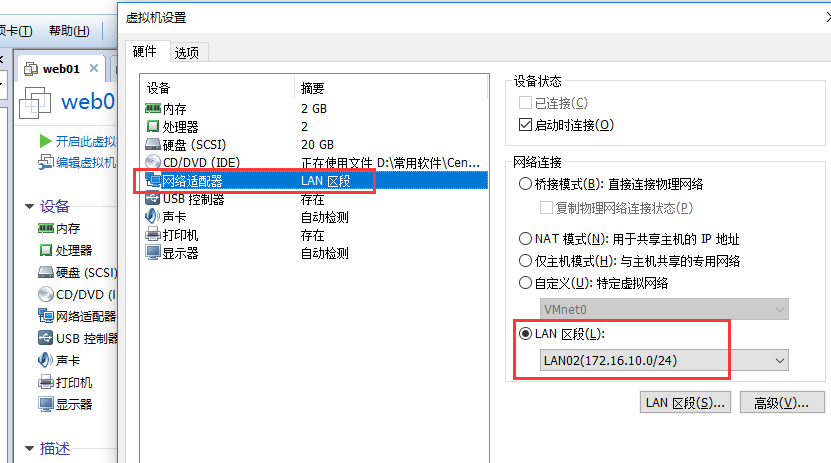 虚拟机设置
页卡(T) 帮助(H)
硬件 选项
web01
web0
开启此虚拟
编辑虚拟机
设备
内存
处理器
硬盘 (SCSI)
CD/DVD (I
网络适配器
USB 控制器
声卡
打印机
显示器
描述
设备 摘要
内存 2 GB
处理器 2
硬盘 (SCSI) 20 GB
CD/DVD (IDE) 正在使用文件 D:\常用软件\Cen...
网络适配器 LAN 区段
USB 控制器 存在
声卡 自动检测
打印机 存在
显示器 自动检测
设备状态
已连接(C)
启动时连接(O)
网络连接
桥接模式(B): 直接连接物理网络
复制物理网络连接状态(P)
NAT 模式(N): 用于共享主机的 IP 地址
仅主机模式(H): 与主机共享的专用网络
自定义(U): 特定虚拟网络
VMnet0
LAN 区段(L):
LAN02(172.16.10.0/24)
LAN 区段(S)... 高级(V)...